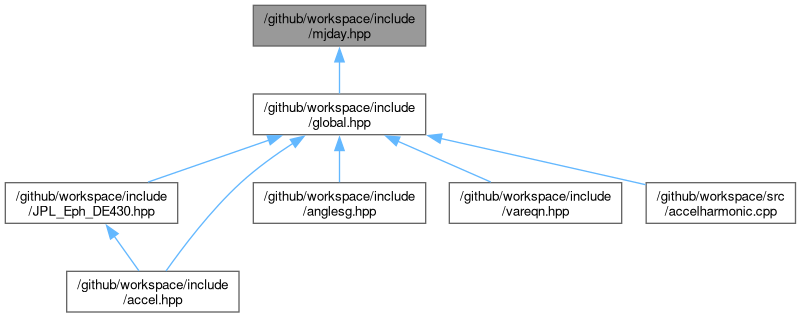 /github/workspace/include
/mjday.hpp
/github/workspace/include
/global.hpp
/github/workspace/include
/JPL_Eph_DE430.hpp
/github/workspace/include
/anglesg.hpp
/github/workspace/include
/vareqn.hpp
/github/workspace/src
/accelharmonic.cpp
/github/workspace/include
/accel.hpp